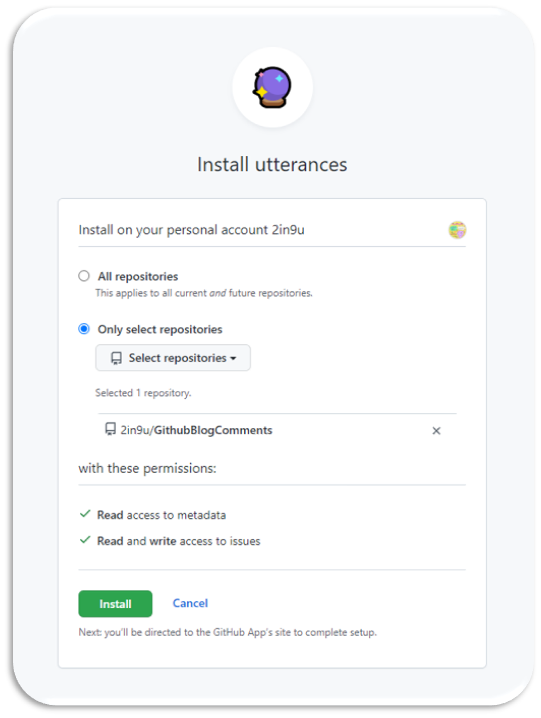 Install utterances
Install on your personal account 2in9u
All repositories
This applies to all current and future repositories.
Only select repositories
Select repositories
Selected 1 repository.
2in9u/GithubBlogComments
with these permissions:
Read access to metadata
Read and write access to issues
Install Cancel
Next: you'll be directed to the GitHub App's site to complete setup.